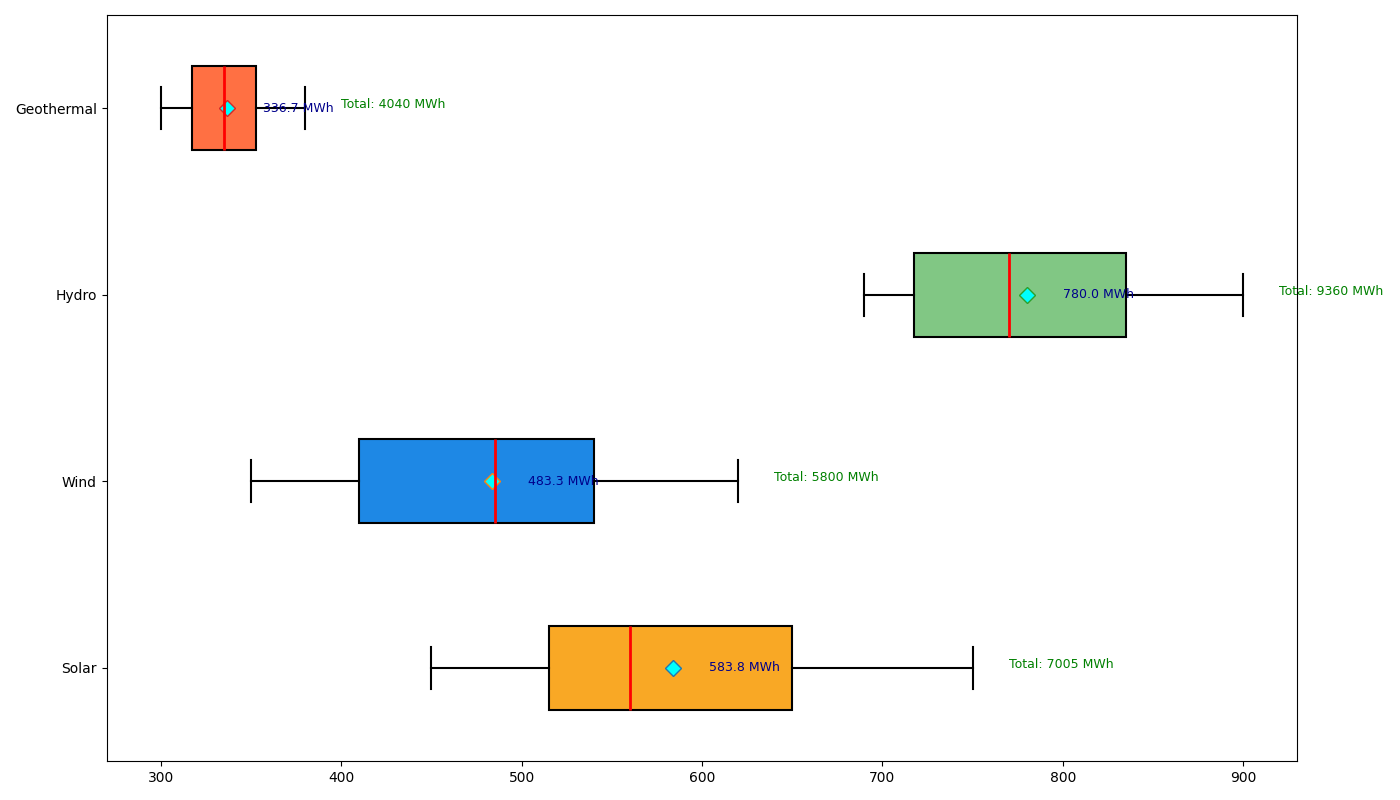 Geothermal
336.7 MWh
Total: 4040 MWh
Hydro
780.0 MWh
Total: 9360 MWh
Wind
483.3 MWh
Total: 5800 MWh
Solar
583.8 MWh
Total: 7005 MWh
300 400 500 600 700 800 900